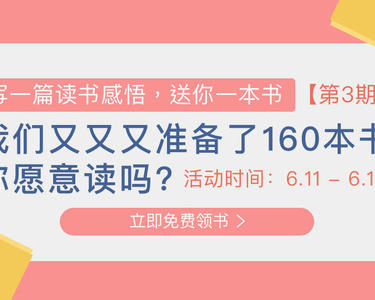 写一篇读书感悟，送你一本书 【第3期
我们又又又准备了160本书
你愿意读吗？ 活动时间：6.11 – 6.1
立即免费领书 >